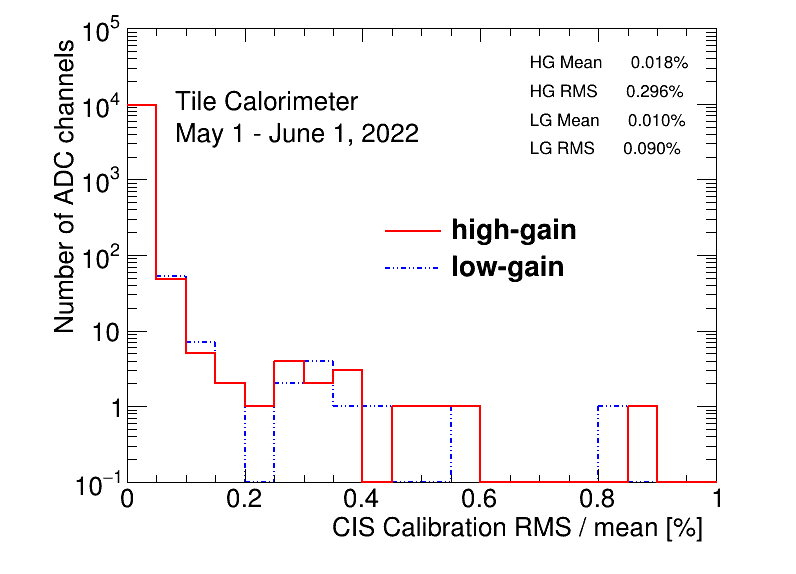 10^5
10^4
10^3
10^2
10
1
10^−1
Number of ADC channels
Tile Calorimeter
May 1 - June 1, 2022
HG Mean 0.018%
HG RMS 0.296%
LG Mean 0.010%
LG RMS 0.090%
high-gain
low-gain
0 0.2 0.4 0.6 0.8 1
CIS Calibration RMS / mean [%]